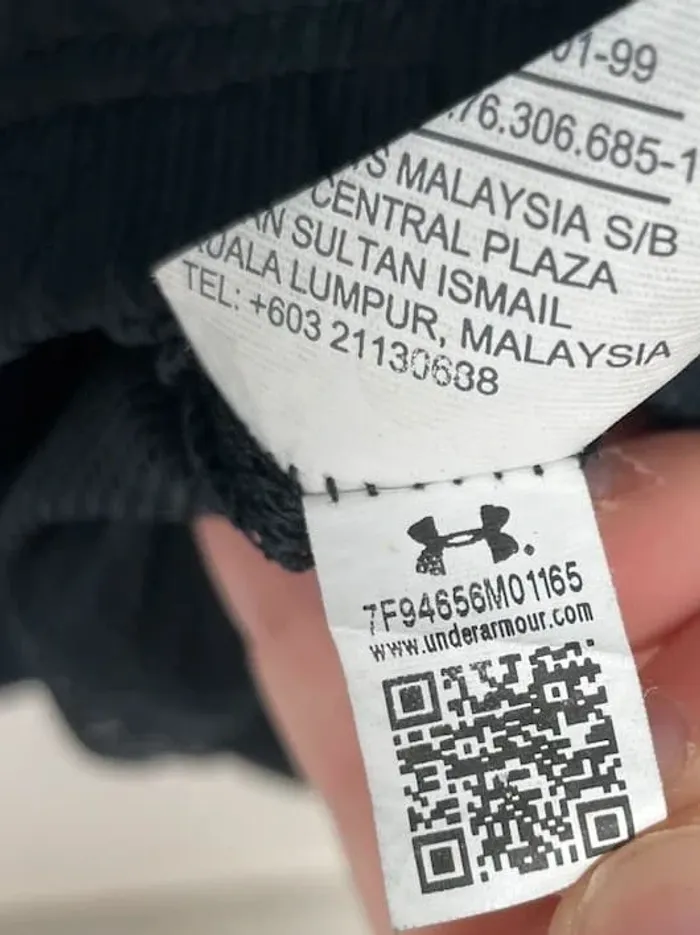 01-99
.76.306.685-1
S MALAYSIA S/B
CENTRAL PLAZA
AN SULTAN ISMAIL
KUALA LUMPUR, MALAYSIA
TEL: +603 21130688
7F94656M01165
www.underarmour.com